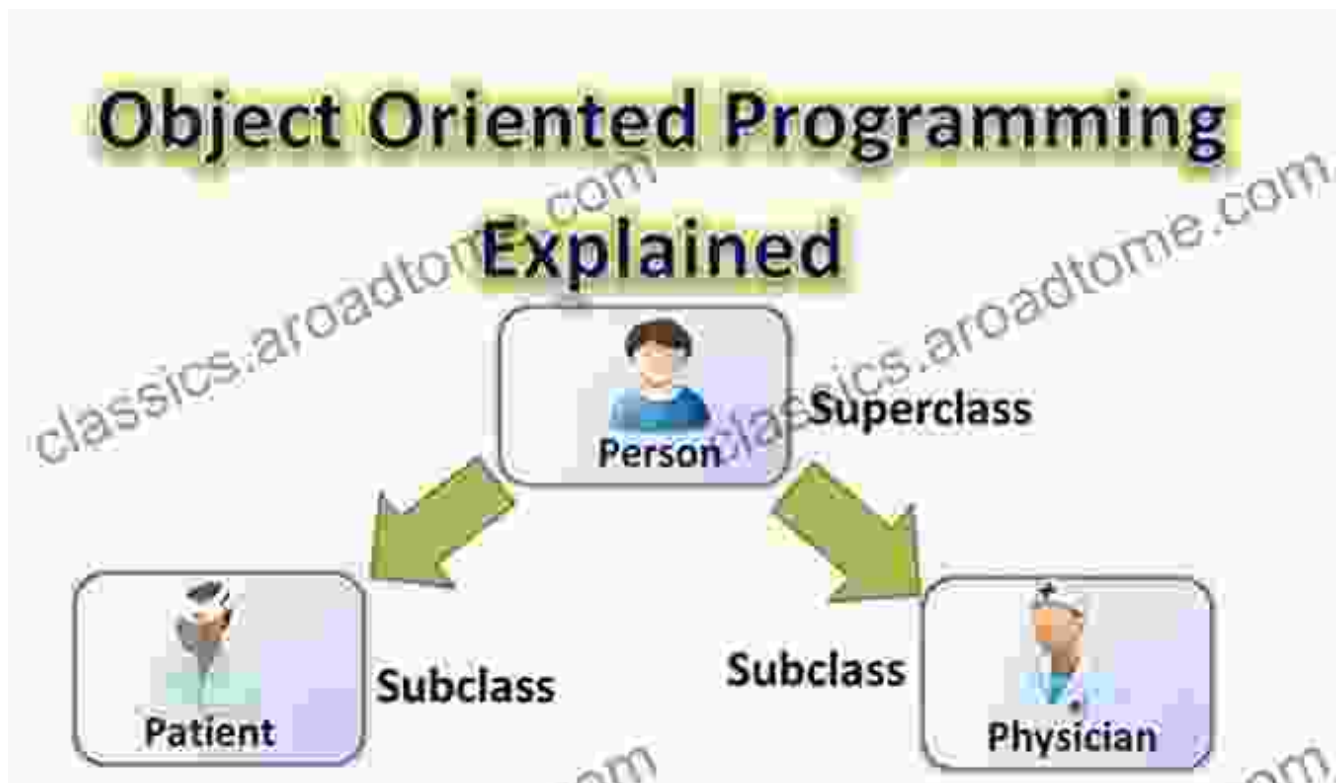 Object Oriented Programming
Explained
classics.aroadtome.com
classics.aroadtome.com
Person
Superclass
Subclass
Subclass
Patient
Physician